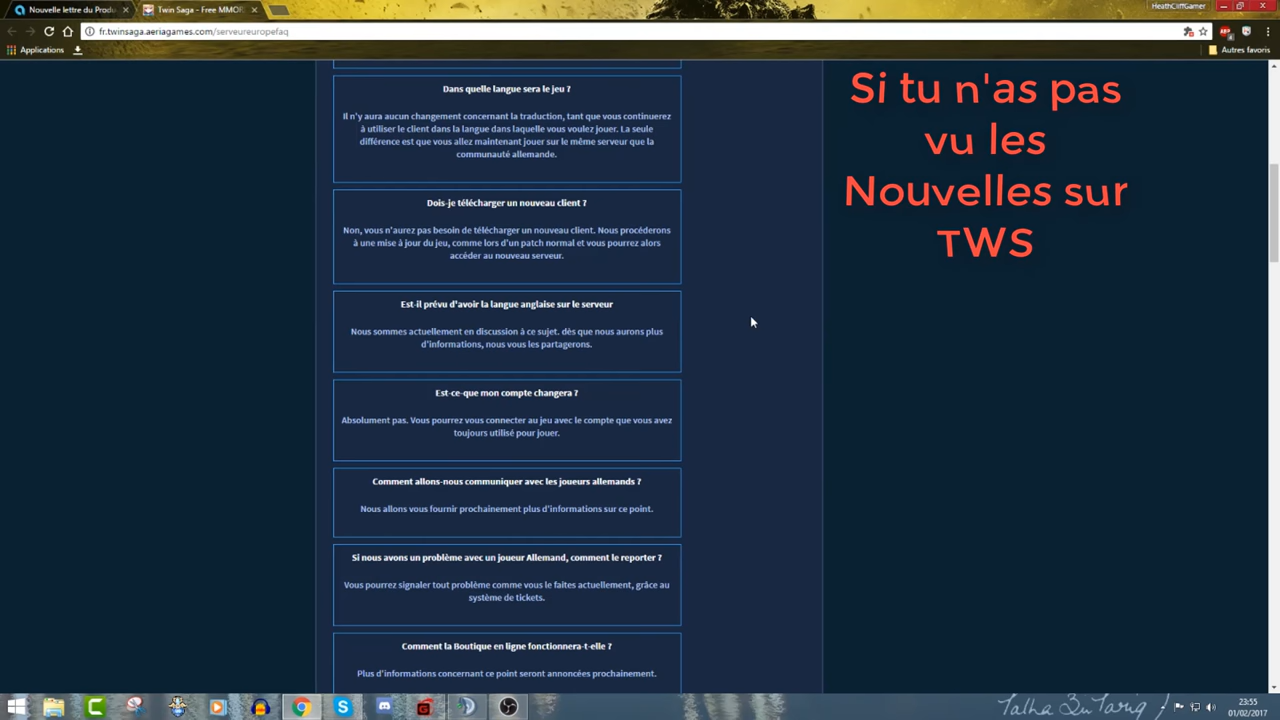 HeathCliffGamer
Nouvelle lettre du Produ
Twin Saga - Free MMOR
fr.twinsaga.aeriagames.com/serveureuropefaq
Applications
Autres favoris
Dans quelle langue sera le jeu ?
Il n'y aura aucun changement concernant la traduction, tant que vous continuerez
à utiliser le client dans la langue dans laquelle vous voulez jouer. La seule
différence est que vous allez maintenant jouer sur le même serveur que la
communauté allemande.
Dois-je télécharger un nouveau client ?
Non, vous n'aurez pas besoin de télécharger un nouveau client. Nous procéderons
à une mise à jour du jeu, comme lors d'un patch normal et vous pourrez alors
accéder au nouveau serveur.
Est-il prévu d'avoir la langue anglaise sur le serveur
Nous sommes actuellement en discussion à ce sujet. dès que nous aurons plus
d'informations, nous vous les partagerons.
Est-ce-que mon compte changera ?
Absolument pas. Vous pourrez vous connecter au jeu avec le compte que vous avez
toujours utilisé pour jouer.
Comment allons-nous communiquer avec les joueurs allemands ?
Nous allons vous fournir prochainement plus d'informations sur ce point.
Si nous avons un problème avec un joueur Allemand, comment le reporter ?
Vous pourrez signaler tout problème comme vous le faites actuellement, grâce au
système de tickets.
Comment la Boutique en ligne fonctionnera-t-elle ?
Plus d'informations concernant ce point seront annoncées prochainement.
Si tu n'as pas
vu les
Nouvelles sur
TWS
Talha Bin Tariq
23:55
01/02/2017